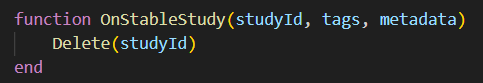 function OnStableStudy(studyId, tags, metadata)
    Delete(studyId)
end